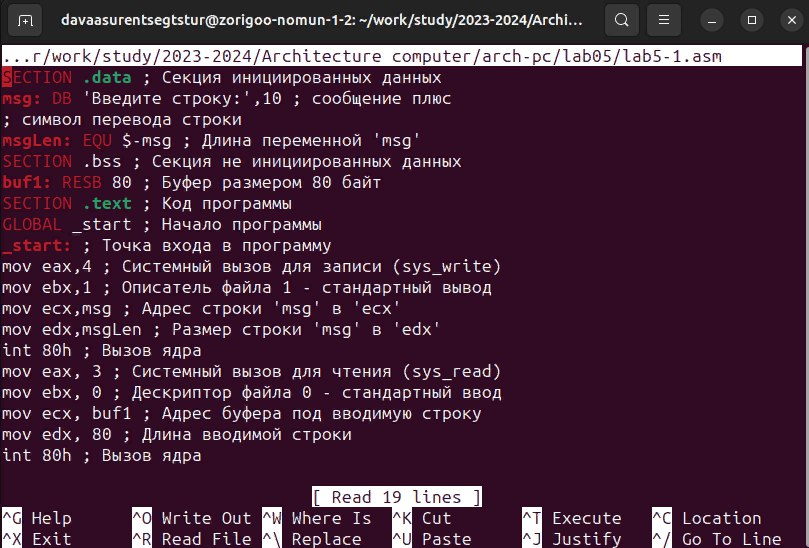 davaasurentsegtstur@zorigoo-nomun-1-2: ~/work/study/2023-2024/Archi...
...r/work/study/2023-2024/Architecture computer/arch-pc/lab05/lab5-1.asm
SECTION .data ; Секция инициированных данных
msg: DB 'Введите строку:',10 ; сообщение плюс
; символ перевода строки
msgLen: EQU $-msg ; Длина переменной 'msg'
SECTION .bss ; Секция не инициированных данных
buf1: RESB 80 ; Буфер размером 80 байт
SECTION .text ; Код программы
GLOBAL _start ; Начало программы
_start: ; Точка входа в программу
mov eax,4 ; Системный вызов для записи (sys_write)
mov ebx,1 ; Описатель файла 1 - стандартный вывод
mov ecx,msg ; Адрес строки 'msg' в 'ecx'
mov edx,msgLen ; Размер строки 'msg' в 'edx'
int 80h ; Вызов ядра
mov eax, 3 ; Системный вызов для чтения (sys_read)
mov ebx, 0 ; Дескриптор файла 0 - стандартный ввод
mov ecx, buf1 ; Адрес буфера под вводимую строку
mov edx, 80 ; Длина вводимой строки
int 80h ; Вызов ядра
[ Read 19 lines ]
^G Help ^O Write Out ^W Where Is ^K Cut ^T Execute ^C Location
^X Exit ^R Read File ^\ Replace ^U Paste ^J Justify ^/ Go To Line